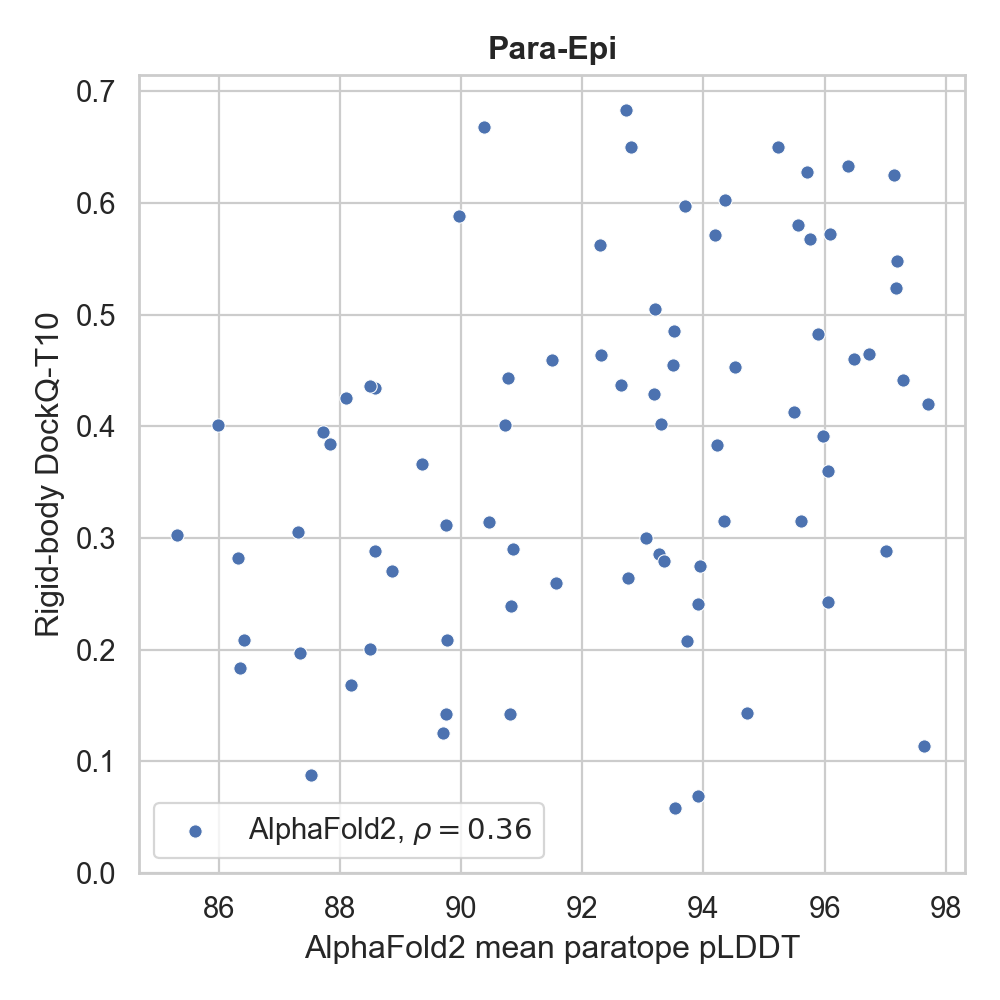 Para-Epi
Rigid-body DockQ-T10
0.7
0.6
0.5
0.4
0.3
0.2
0.1
0.0
AlphaFold2, ρ = 0.36
86 88 90 92 94 96 98
AlphaFold2 mean paratope pLDDT